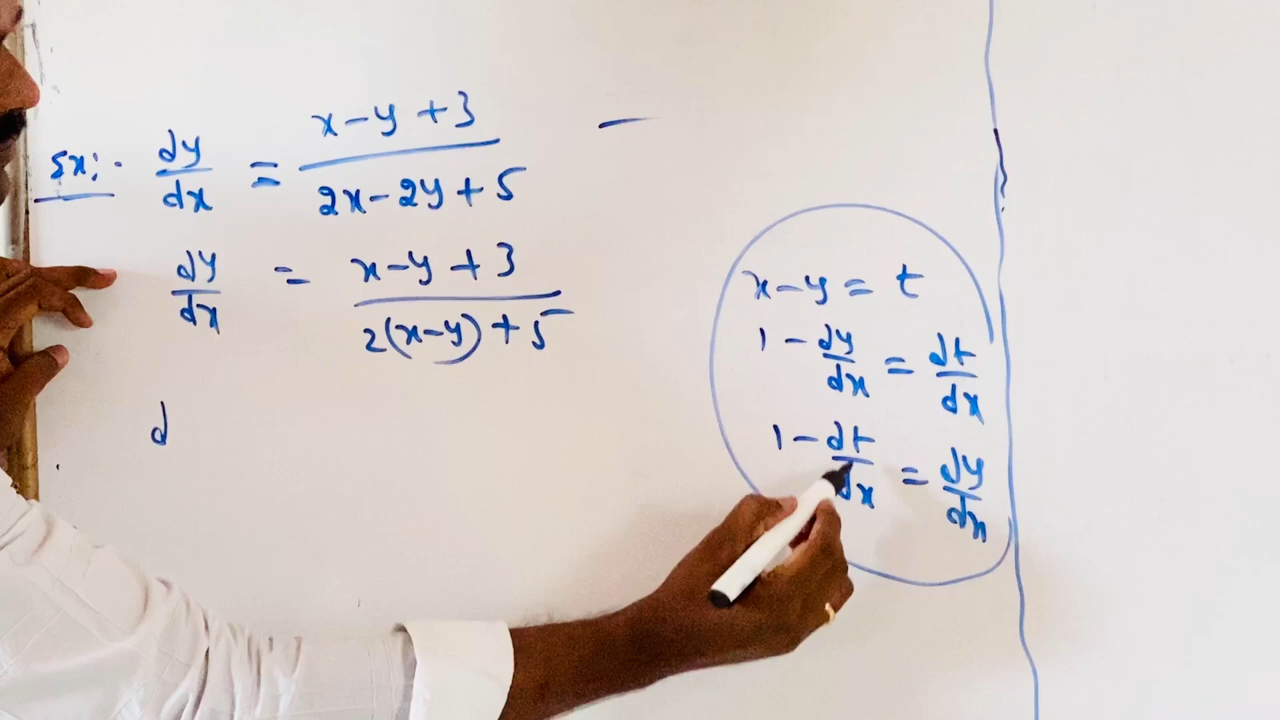 Ex:- dy/dx = x-y+3 / 2x-2y+5
dy/dx = x-y+3 / 2(x-y)+5
d
x-y = t
1 - dy/dx = dt/dx
1 - dt/dx = dy/dx